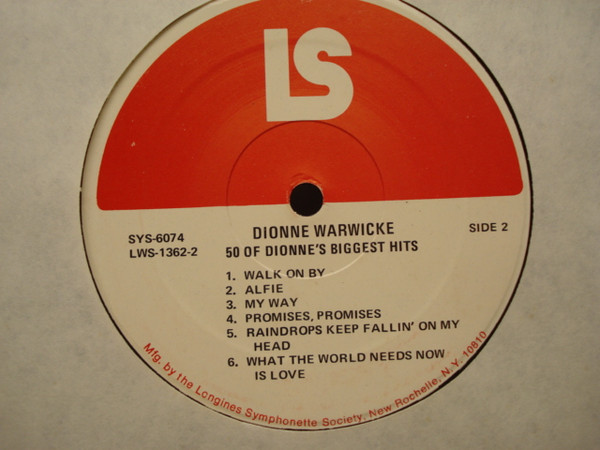 LS
DIONNE WARWICKE
SYS-6074
LWS-1362-2
50 OF DIONNE'S BIGGEST HITS
SIDE 2
1. WALK ON BY
2. ALFIE
3. MY WAY
4. PROMISES, PROMISES
5. RAINDROPS KEEP FALLIN' ON MY
HEAD
6. WHAT THE WORLD NEEDS NOW
IS LOVE
Mfg. by the Longines Symphonette Society, New Rochelle, N.Y. 10810